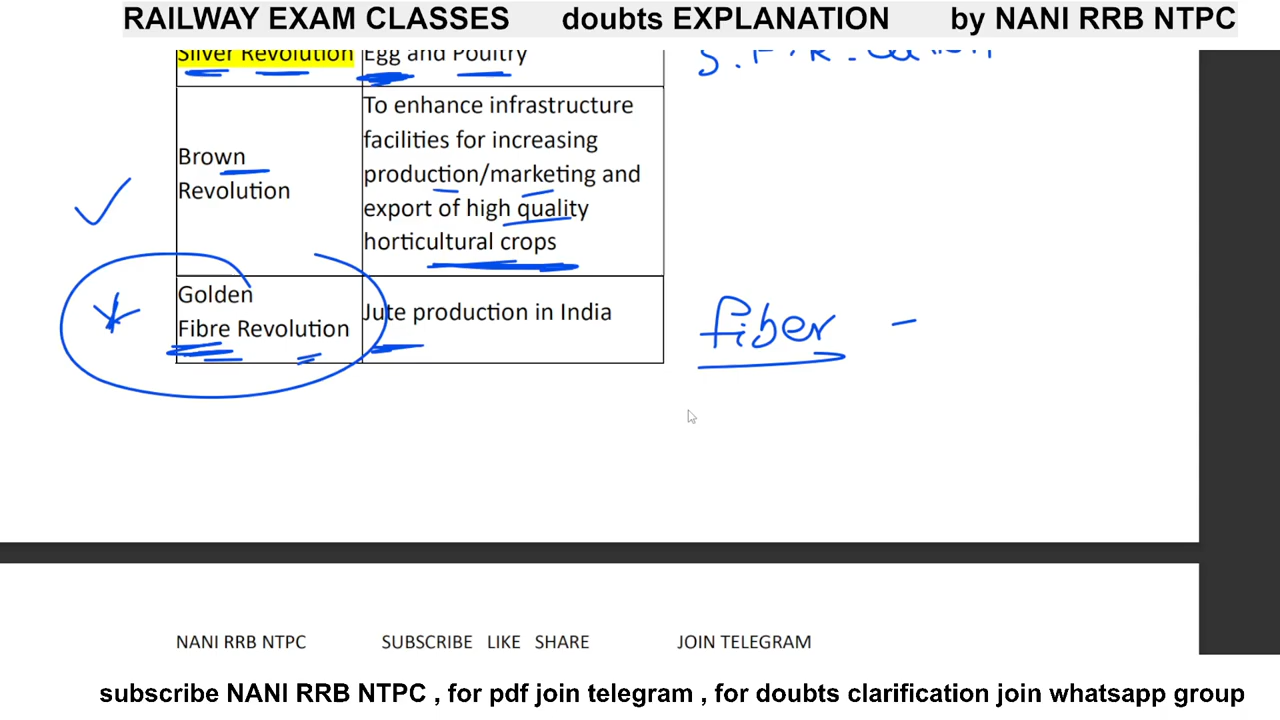 RAILWAY EXAM CLASSES doubts EXPLANATION by NANI RRB NTPC
Silver Revolution Egg and Poultry
S.F.R.
Brown
Revolution
To enhance infrastructure
facilities for increasing
production/marketing and
export of high quality
horticultural crops
Golden
Fibre Revolution
Jute production in India
fiber -
NANI RRB NTPC SUBSCRIBE LIKE SHARE JOIN TELEGRAM
subscribe NANI RRB NTPC , for pdf join telegram , for doubts clarification join whatsapp group